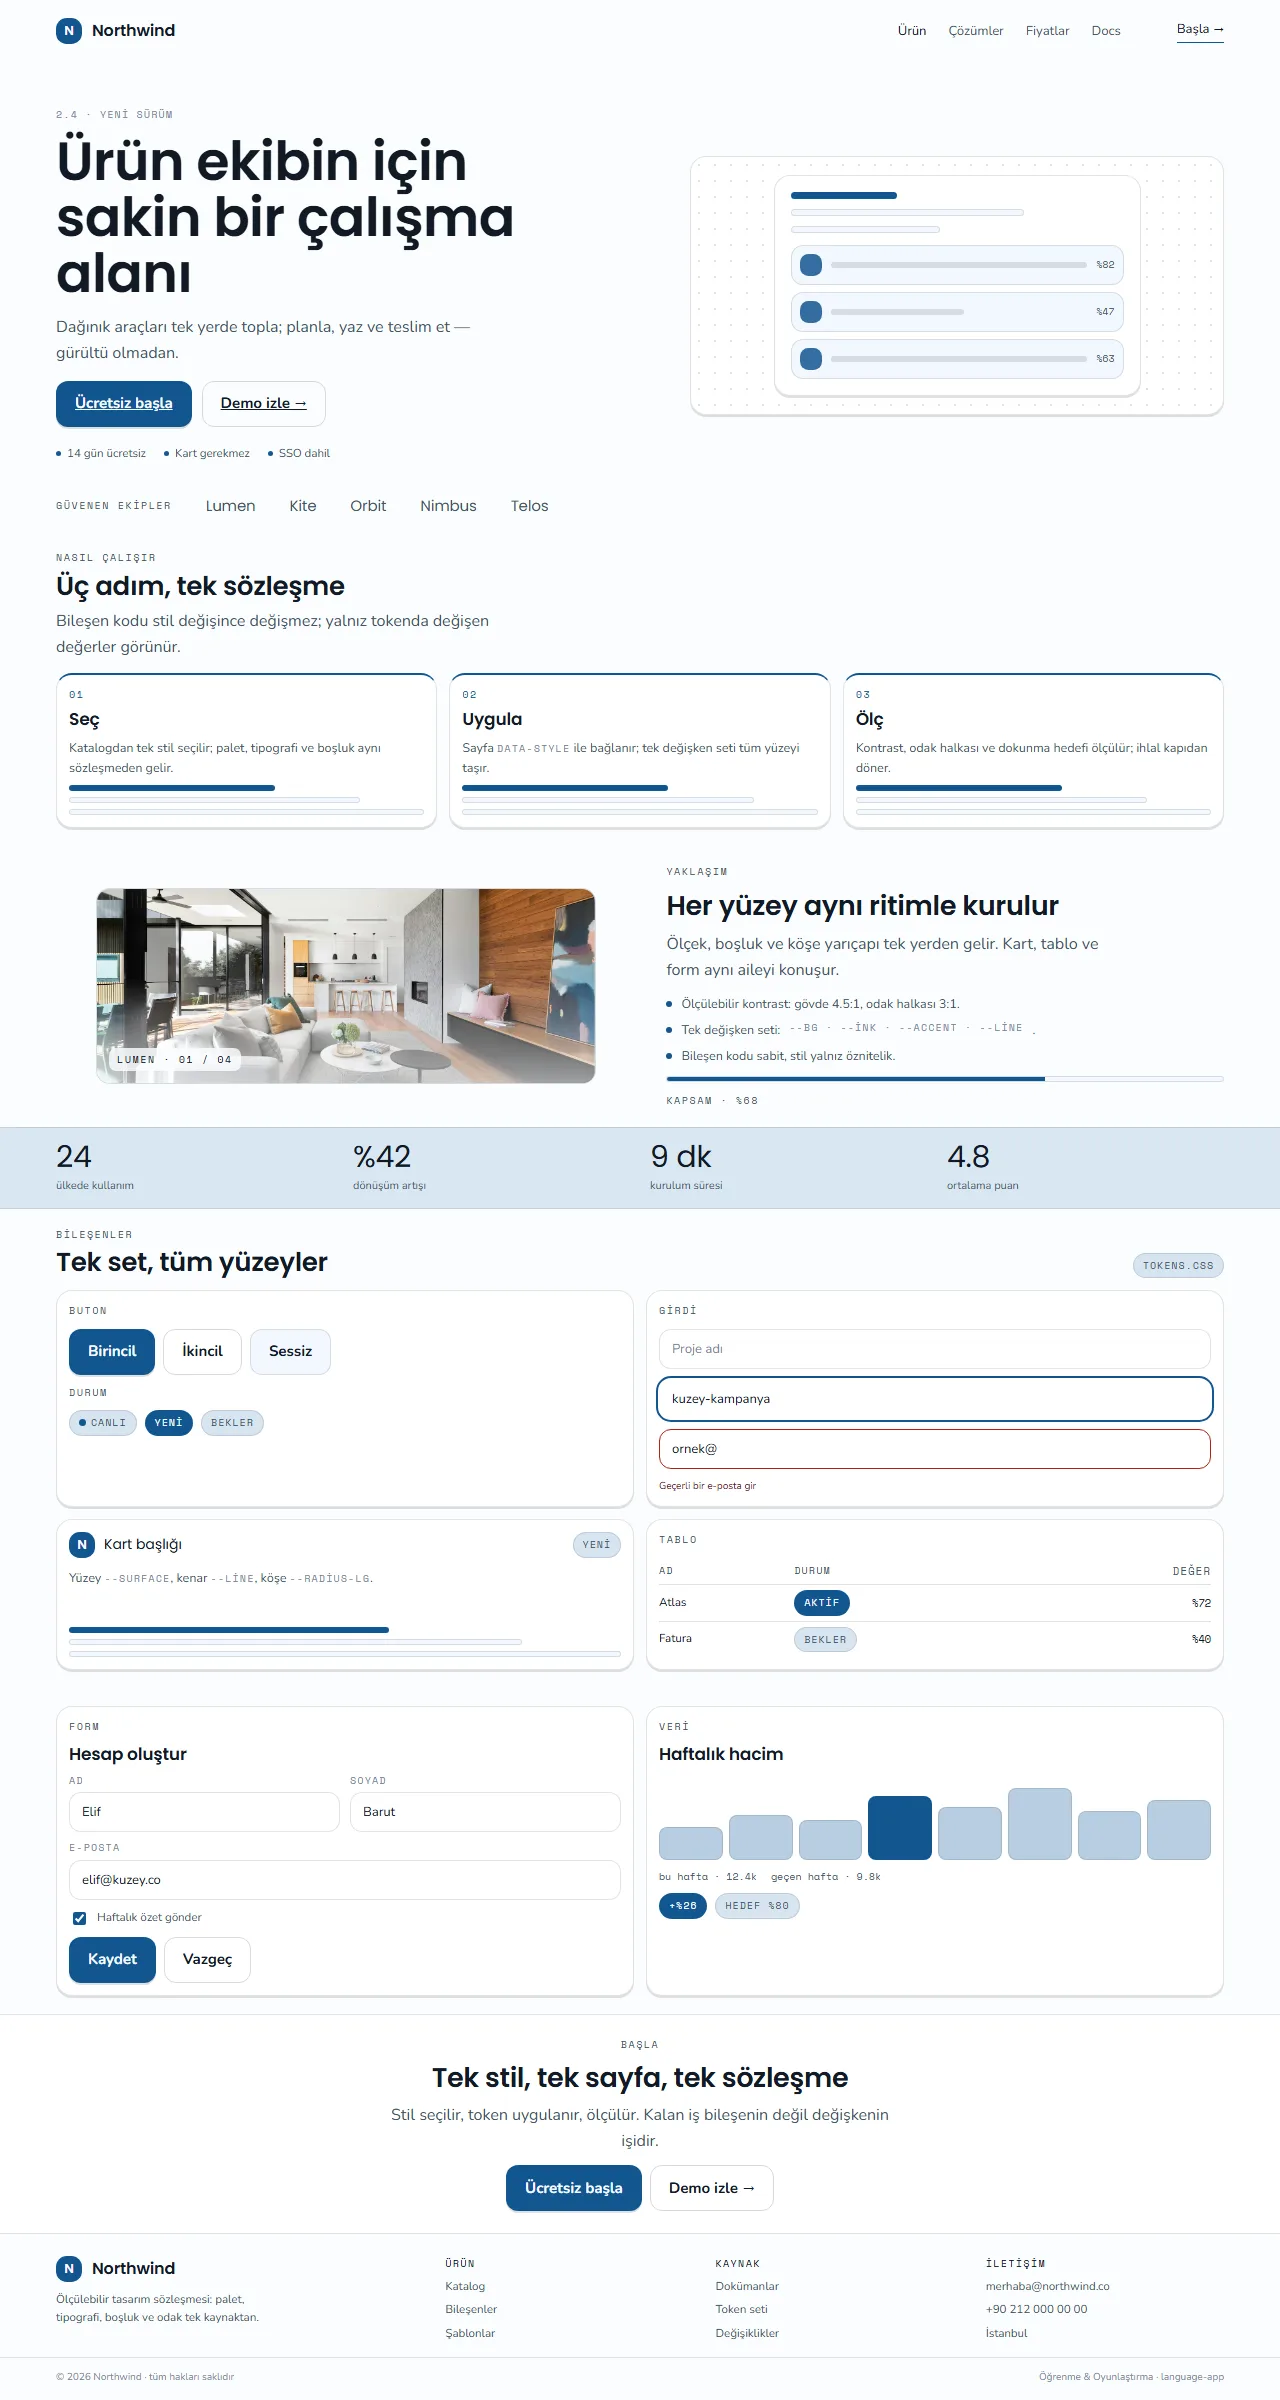 N Northwind
Ürün Çözümler Fiyatlar Docs Başla →
2.4 · YENİ SÜRÜM
Ürün ekibin için
sakin bir çalışma
alanı
Dağınık araçları tek yerde topla; planla, yaz ve teslim et —
gürültü olmadan.
Ücretsiz başla Demo izle →
14 gün ücretsiz Kart gerekmez SSO dahil
%82
%47
%63
GÜVENEN EKİPLER Lumen Kite Orbit Nimbus Telos
NASIL ÇALIŞIR
Üç adım, tek sözleşme
Bileşen kodu stil değişince değişmez; yalnız tokenda değişen
değerler görünür.
01
Seç
Katalogdan tek stil seçilir; palet, tipografi ve boşluk aynı
sözleşmeden gelir.
02
Uygula
Sayfa DATA-STYLE ile bağlanır; tek değişken seti tüm yüzeyi
taşır.
03
Ölç
Kontrast, odak halkası ve dokunma hedefi ölçülür; ihlal kapıdan
döner.
LUMEN · 01 / 04
YAKLAŞIM
Her yüzey aynı ritimle kurulur
Ölçek, boşluk ve köşe yarıçapı tek yerden gelir. Kart, tablo ve
form aynı aileyi konuşur.
Ölçülebilir kontrast: gövde 4.5:1, odak halkası 3:1.
Tek değişken seti: --BG · --İNK · --ACCENT · --LİNE .
Bileşen kodu sabit, stil yalnız öznitelik.
KAPSAM · %68
24
ülkede kullanım
%42
dönüşüm artışı
9 dk
kurulum süresi
4.8
ortalama puan
BİLEŞENLER
Tek set, tüm yüzeyler
TOKENS.CSS
BUTON
Birincil İkincil Sessiz
DURUM
CANLI YENİ BEKLER
GİRDİ
Proje adı
kuzey-kampanya
ornek@
Geçerli bir e-posta gir
N Kart başlığı YENİ
Yüzey --SURFACE, kenar --LİNE, köşe --RADİUS-LG.
TABLO
AD DURUM DEĞER
Atlas AKTİF %72
Fatura BEKLER %40
FORM
Hesap oluştur
AD SOYAD
Elif Barut
E-POSTA
elif@kuzey.co
Haftalık özet gönder
Kaydet Vazgeç
VERİ
Haftalık hacim
bu hafta · 12.4k geçen hafta · 9.8k
+%26 HEDEF %80
BAŞLA
Tek stil, tek sayfa, tek sözleşme
Stil seçilir, token uygulanır, ölçülür. Kalan iş bileşenin değil değişkenin
işidir.
Ücretsiz başla Demo izle →
N Northwind
Ölçülebilir tasarım sözleşmesi: palet,
tipografi, boşluk ve odak tek kaynaktan.
ÜRÜN
Katalog
Bileşenler
Şablonlar
KAYNAK
Dokümanlar
Token seti
Değişiklikler
İLETİŞİM
merhaba@northwind.co
+90 212 000 00 00
İstanbul
© 2026 Northwind · tüm hakları saklıdır
Öğrenme & Oyunlaştırma · language-app